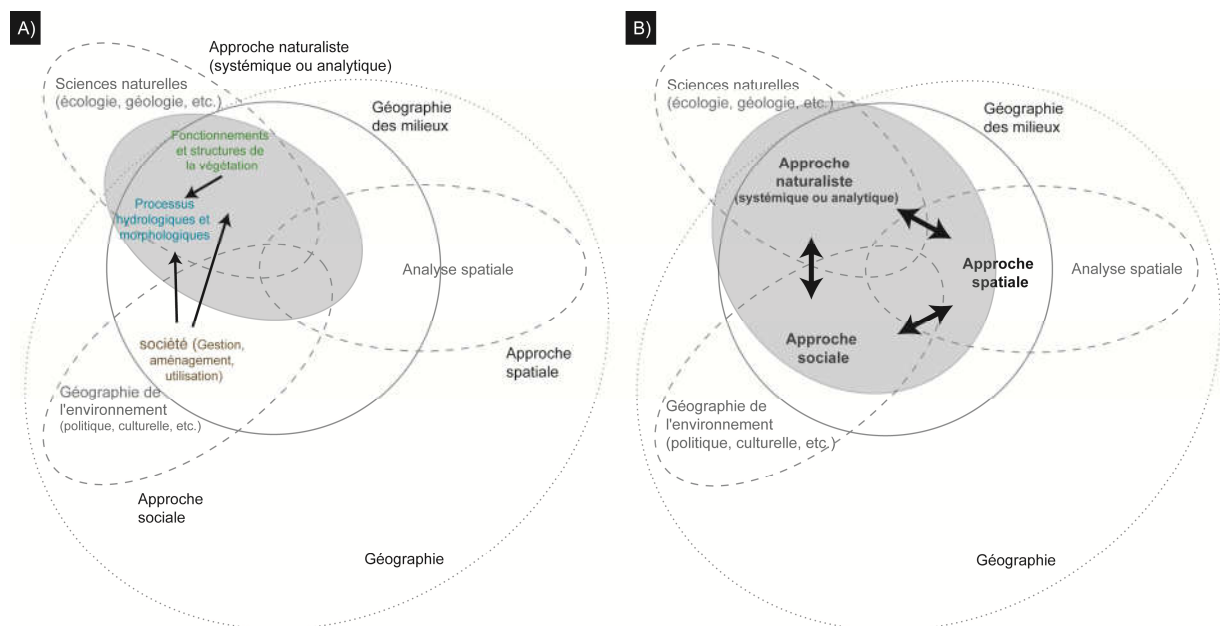 A)
Approche naturaliste
(systémique ou analytique)
Sciences naturelles
(écologie, géologie, etc.)
Géographie
des milieux
Fonctionnements
et structures de
la végétation
Processus
hydrologiques et
morphologiques
Analyse spatiale
société (Gestion,
aménagement,
utilisation)
Approche
spatiale
Géographie de
l'environnement
(politique, culturelle, etc.)
Approche
sociale
Géographie
B)
Sciences naturelles
(écologie, géologie, etc.)
Géographie
des milieux
Approche
naturaliste
(systémique ou analytique)
Approche
spatiale
Analyse spatiale
Approche
sociale
Géographie de
l'environnement
(politique, culturelle, etc.)
Géographie